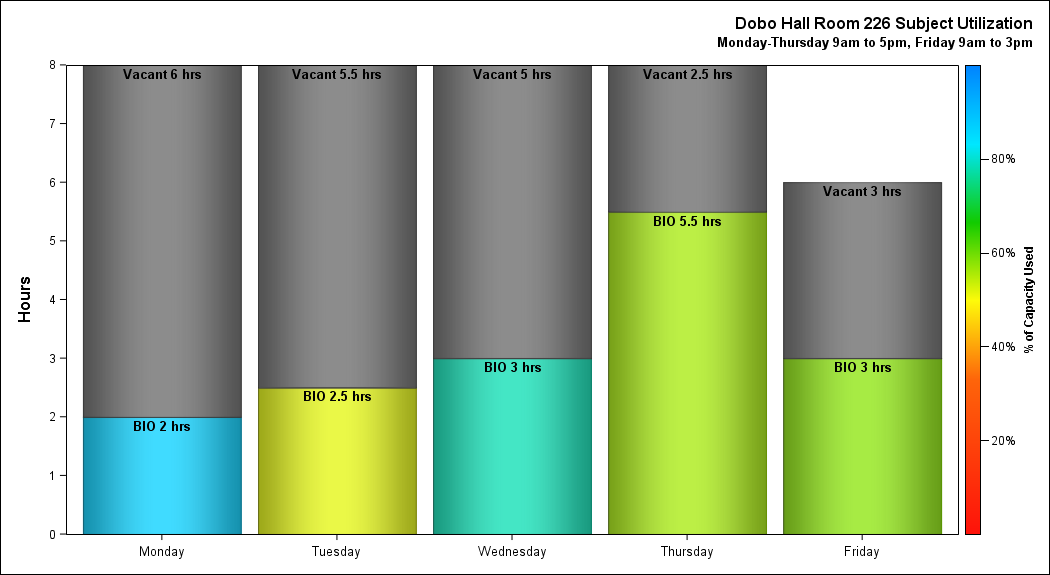 Dobo Hall Room 226 Subject Utilization
Monday-Thursday 9am to 5pm, Friday 9am to 3pm
Hours
8
7
6
5
4
3
2
1
0
Vacant 6 hrs
BIO 2 hrs
Vacant 5.5 hrs
BIO 2.5 hrs
Vacant 5 hrs
BIO 3 hrs
Vacant 2.5 hrs
BIO 5.5 hrs
Vacant 3 hrs
BIO 3 hrs
Monday
Tuesday
Wednesday
Thursday
Friday
80%
60%
40%
20%
% of Capacity Used